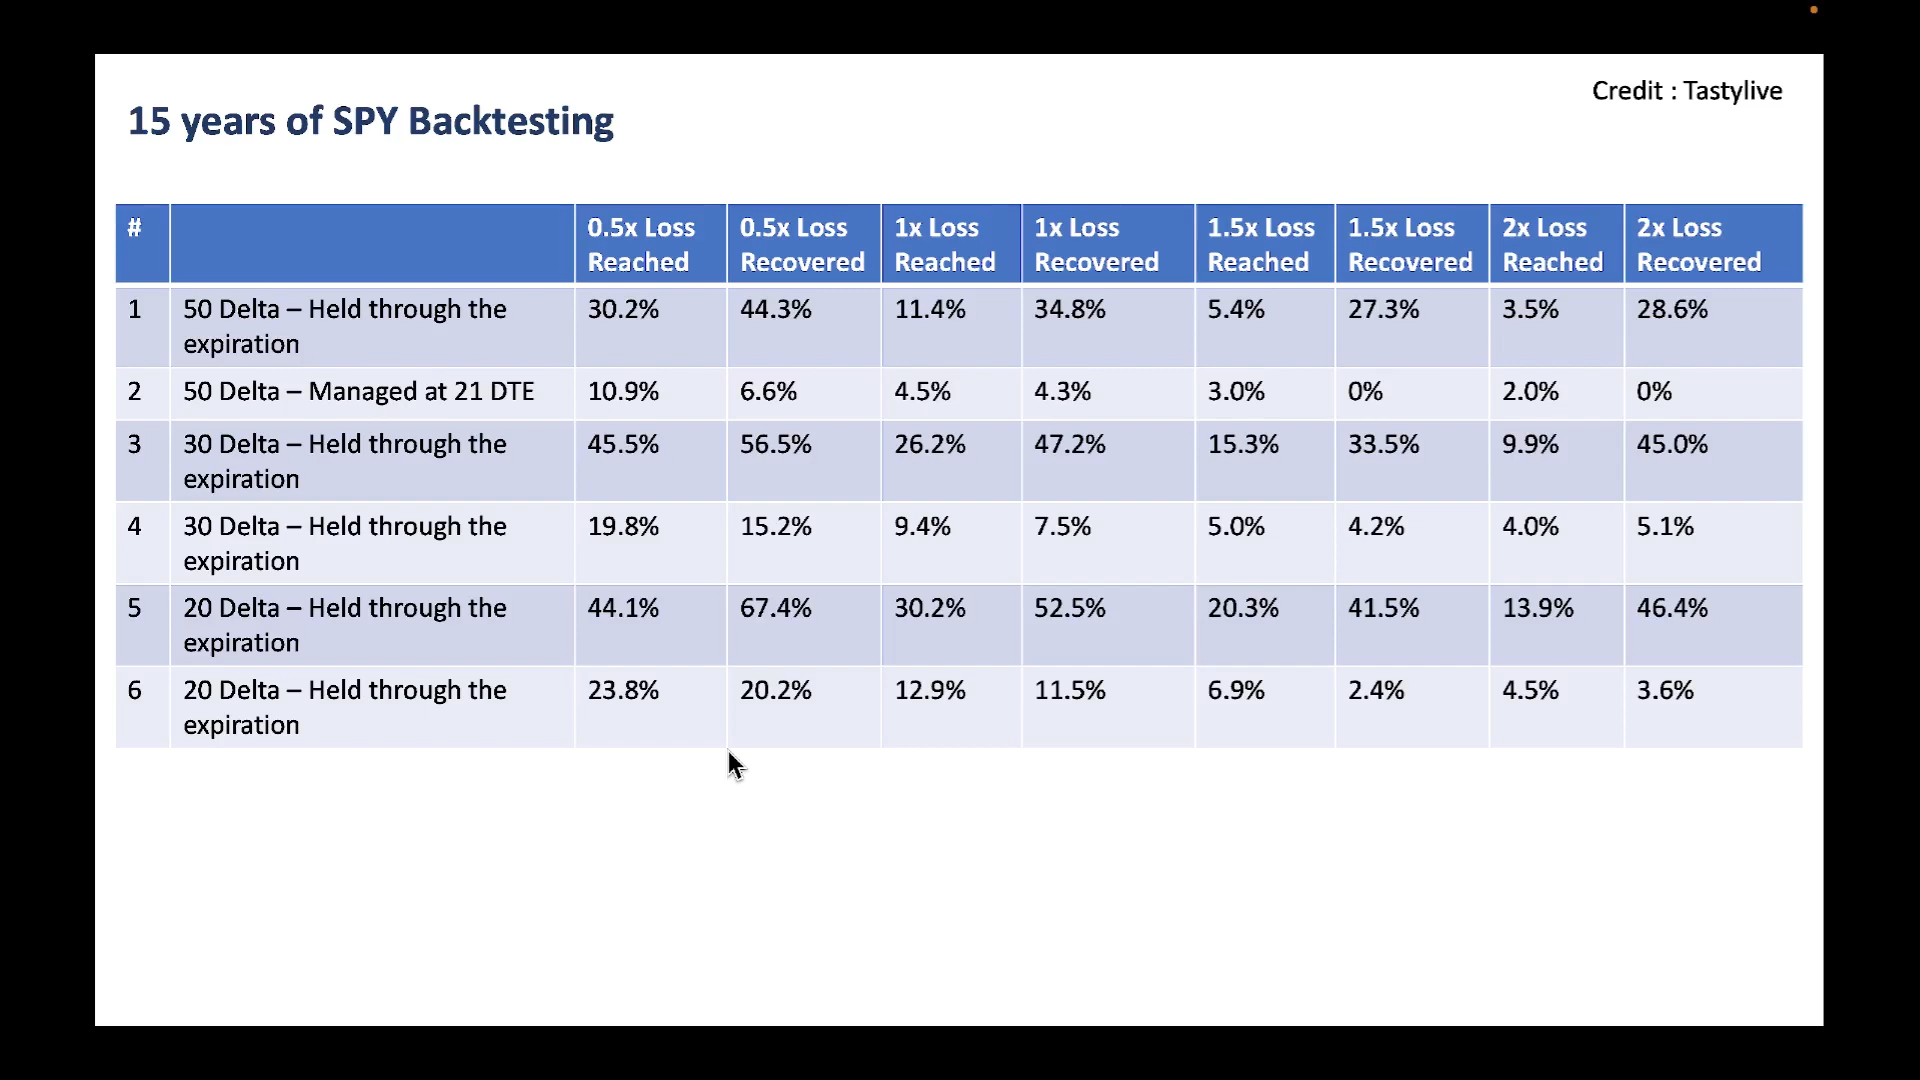 Credit : Tastylive
15 years of SPY Backtesting
# 0.5x Loss Reached 0.5x Loss Recovered 1x Loss Reached 1x Loss Recovered 1.5x Loss Reached 1.5x Loss Recovered 2x Loss Reached 2x Loss Recovered
1 50 Delta – Held through the expiration 30.2% 44.3% 11.4% 34.8% 5.4% 27.3% 3.5% 28.6%
2 50 Delta – Managed at 21 DTE 10.9% 6.6% 4.5% 4.3% 3.0% 0% 2.0% 0%
3 30 Delta – Held through the expiration 45.5% 56.5% 26.2% 47.2% 15.3% 33.5% 9.9% 45.0%
4 30 Delta – Held through the expiration 19.8% 15.2% 9.4% 7.5% 5.0% 4.2% 4.0% 5.1%
5 20 Delta – Held through the expiration 44.1% 67.4% 30.2% 52.5% 20.3% 41.5% 13.9% 46.4%
6 20 Delta – Held through the expiration 23.8% 20.2% 12.9% 11.5% 6.9% 2.4% 4.5% 3.6%